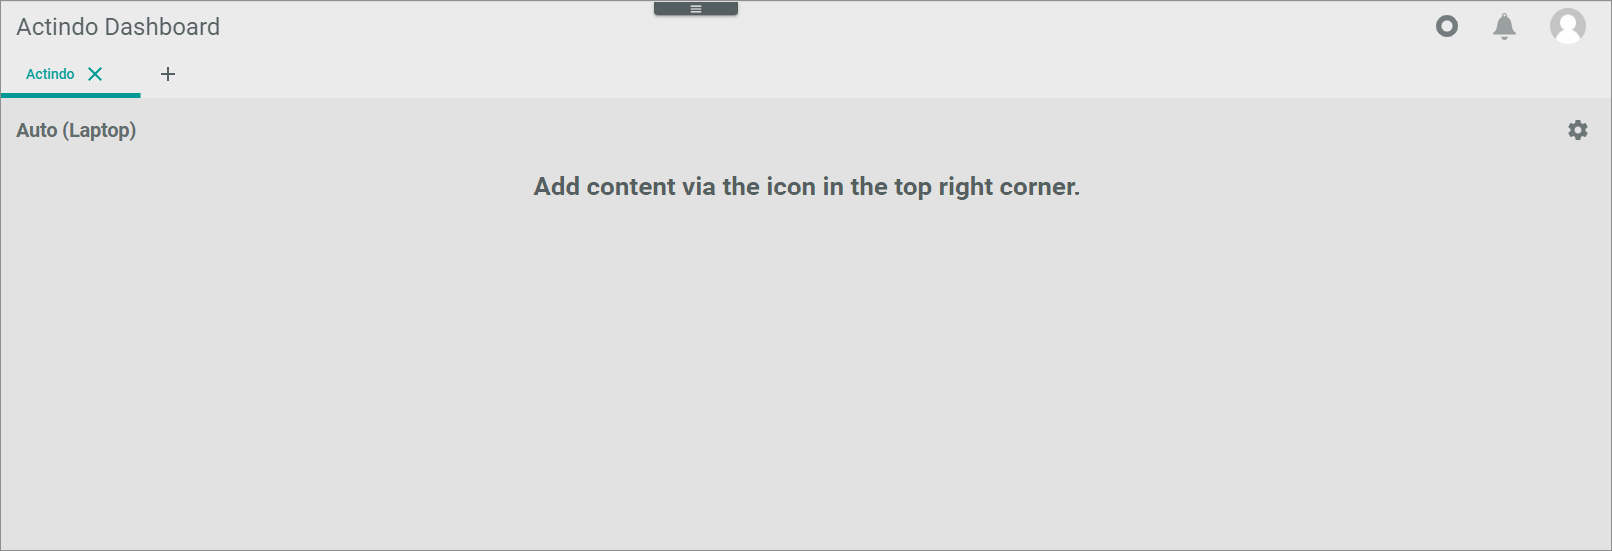 Actindo Dashboard
Actindo
Auto (Laptop)
Add content via the icon in the top right corner.